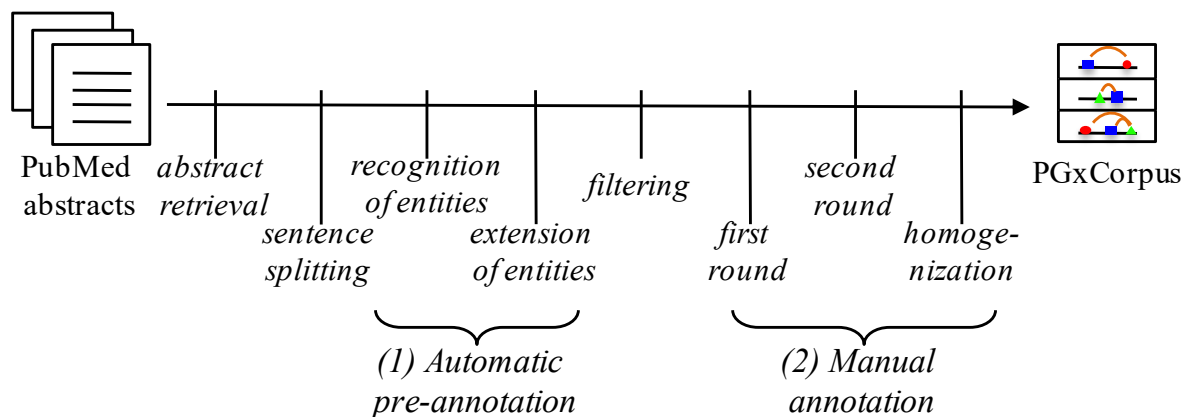 PubMed
abstracts
abstract
retrieval
sentence
splitting
recognition
of entities
extension
of entities
filtering
first
round
second
round
homoge-
nization
PGxCorpus
(1) Automatic
pre-annotation
(2) Manual
annotation